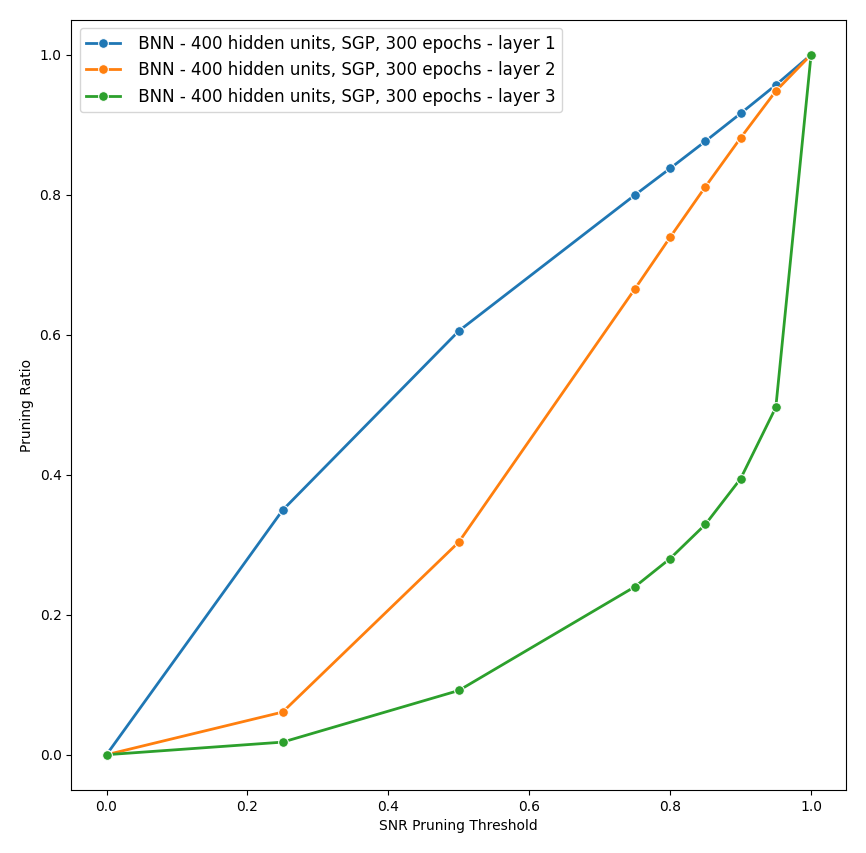 BNN - 400 hidden units, SGP, 300 epochs - layer 1
BNN - 400 hidden units, SGP, 300 epochs - layer 2
BNN - 400 hidden units, SGP, 300 epochs - layer 3
1.0
0.8
0.6
0.4
0.2
0.0
Pruning Ratio
0.0 0.2 0.4 0.6 0.8 1.0
SNR Pruning Threshold